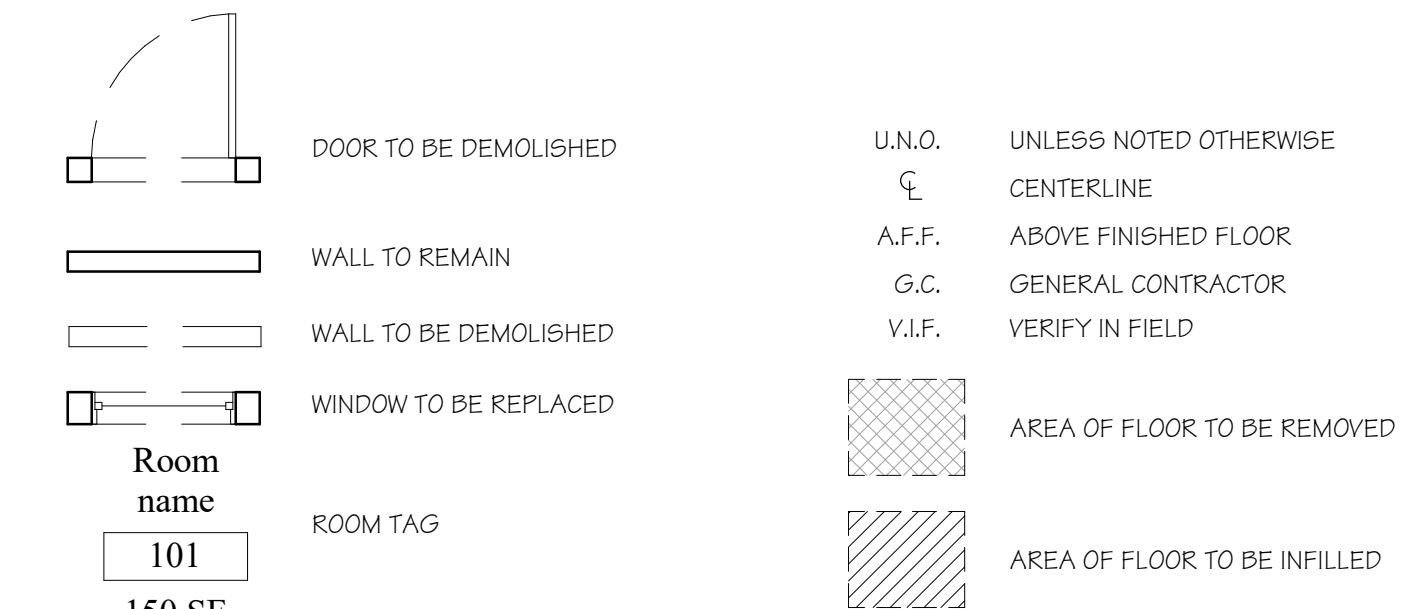 DOOR TO BE DEMOLISHED
WALL TO REMAIN
WALL TO BE DEMOLISHED
WINDOW TO BE REPLACED
Room
name
101
150 SF
ROOM TAG
U.N.O. UNLESS NOTED OTHERWISE
℄ CENTERLINE
A.F.F. ABOVE FINISHED FLOOR
G.C. GENERAL CONTRACTOR
V.I.F. VERIFY IN FIELD
AREA OF FLOOR TO BE REMOVED
AREA OF FLOOR TO BE INFILLED